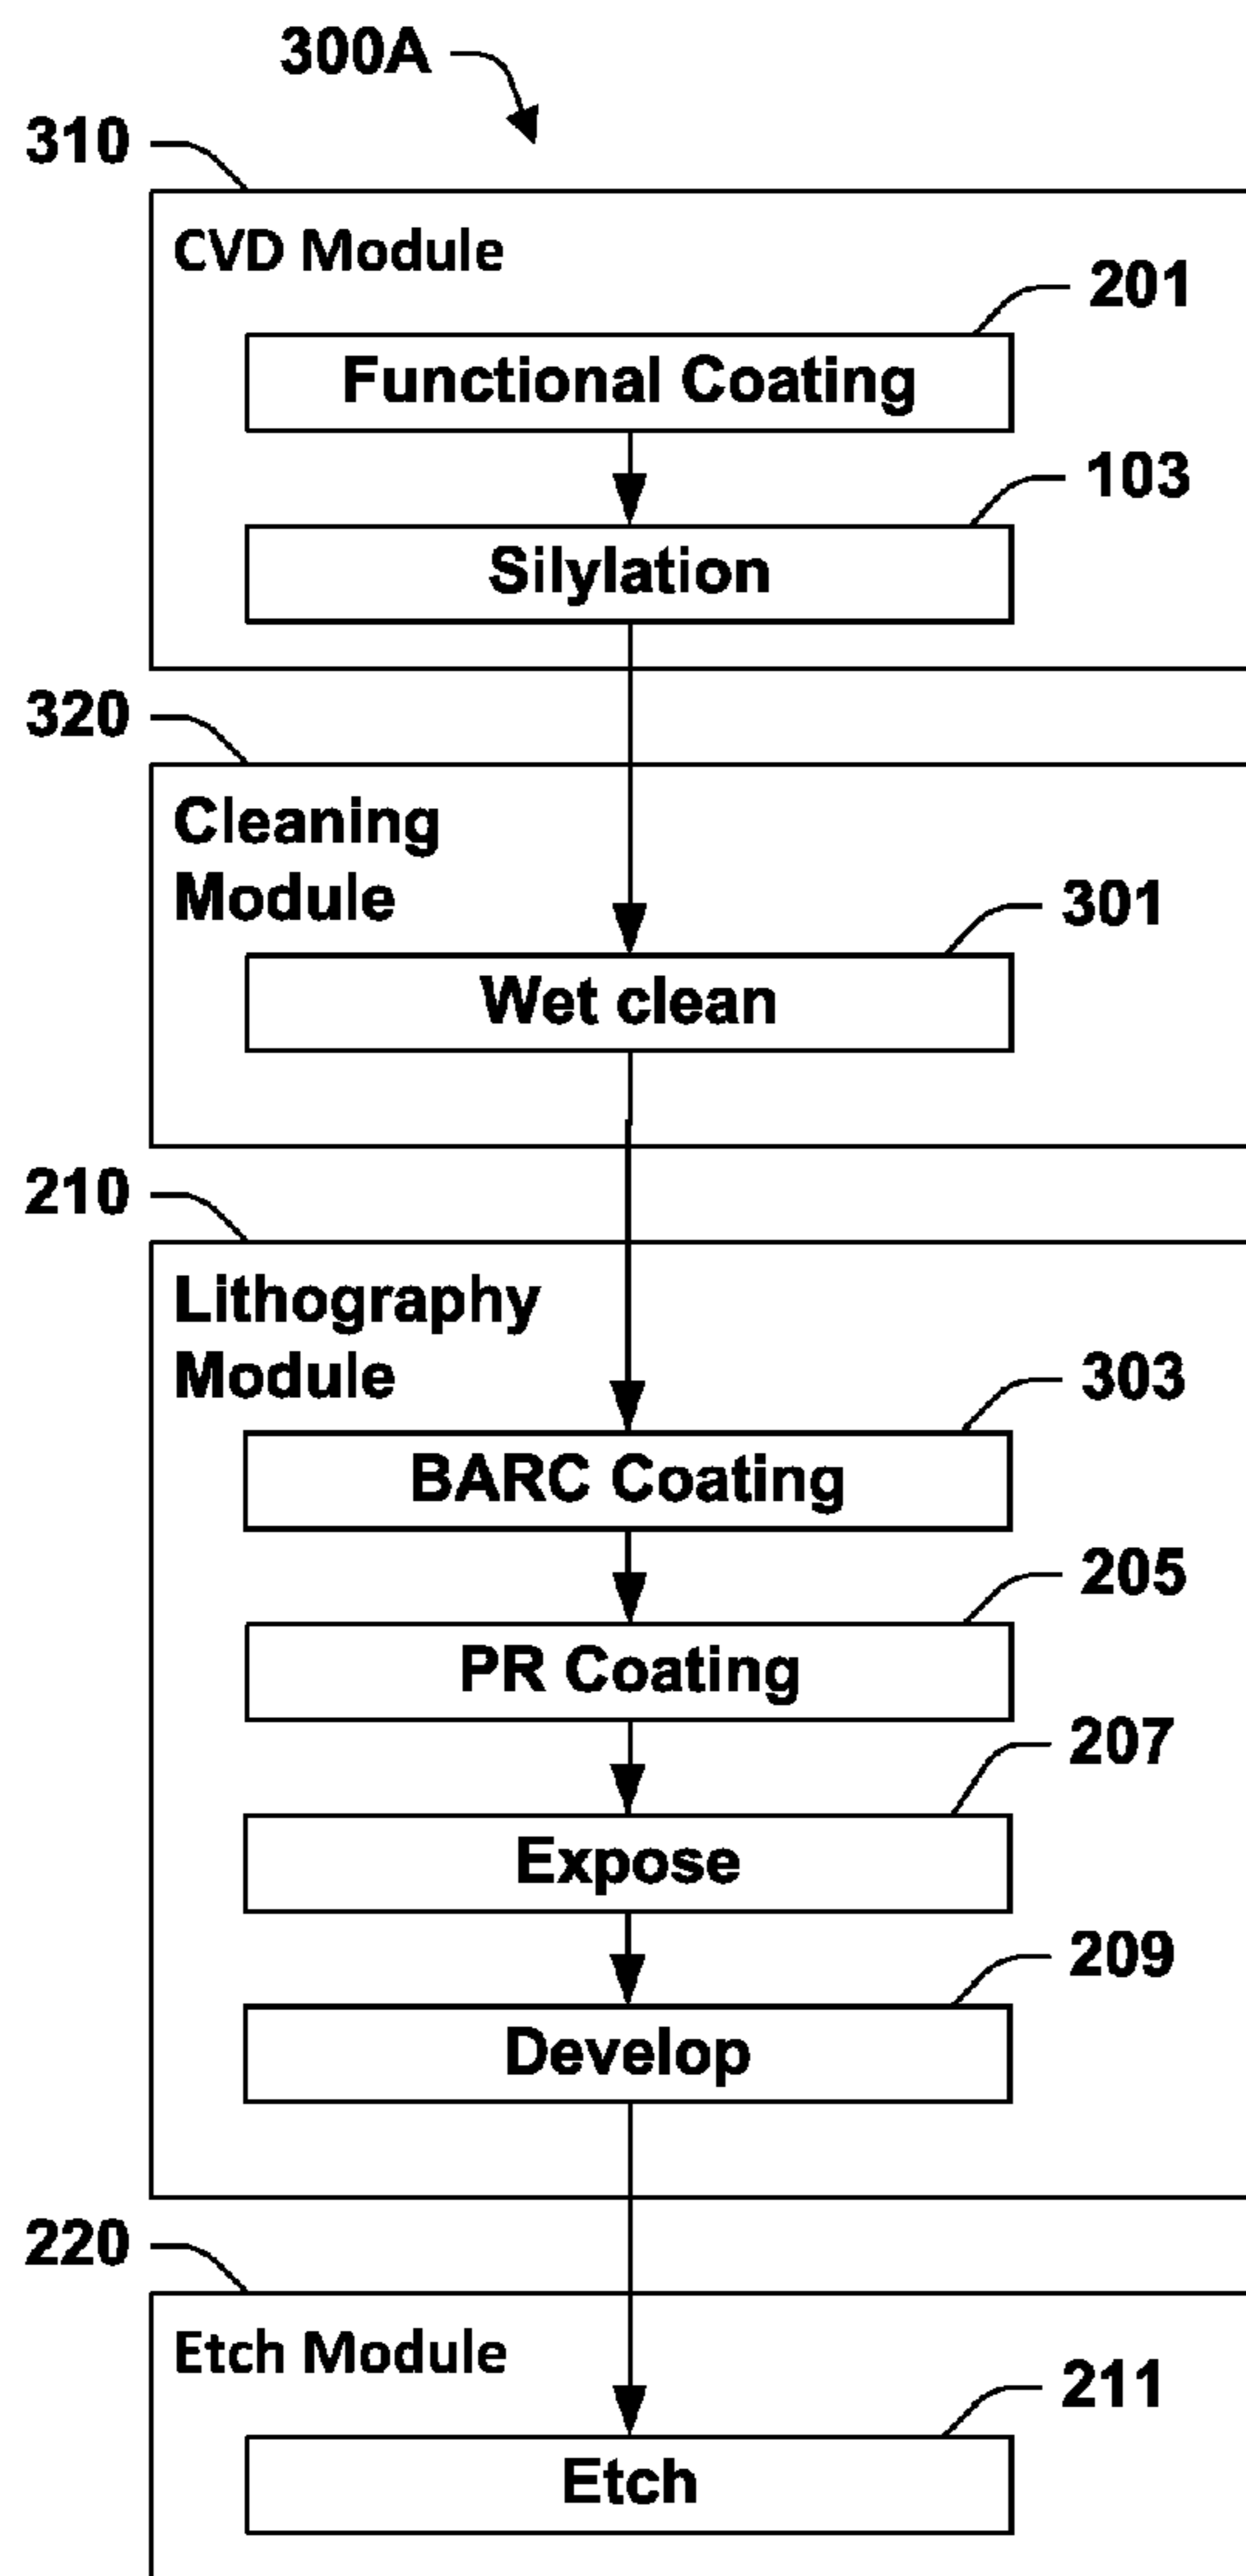 300A
310
CVD Module
201
Functional Coating
103
Silylation
320
Cleaning
Module
301
Wet clean
210
Lithography
Module
303
BARC Coating
205
PR Coating
207
Expose
209
Develop
220
Etch Module
211
Etch